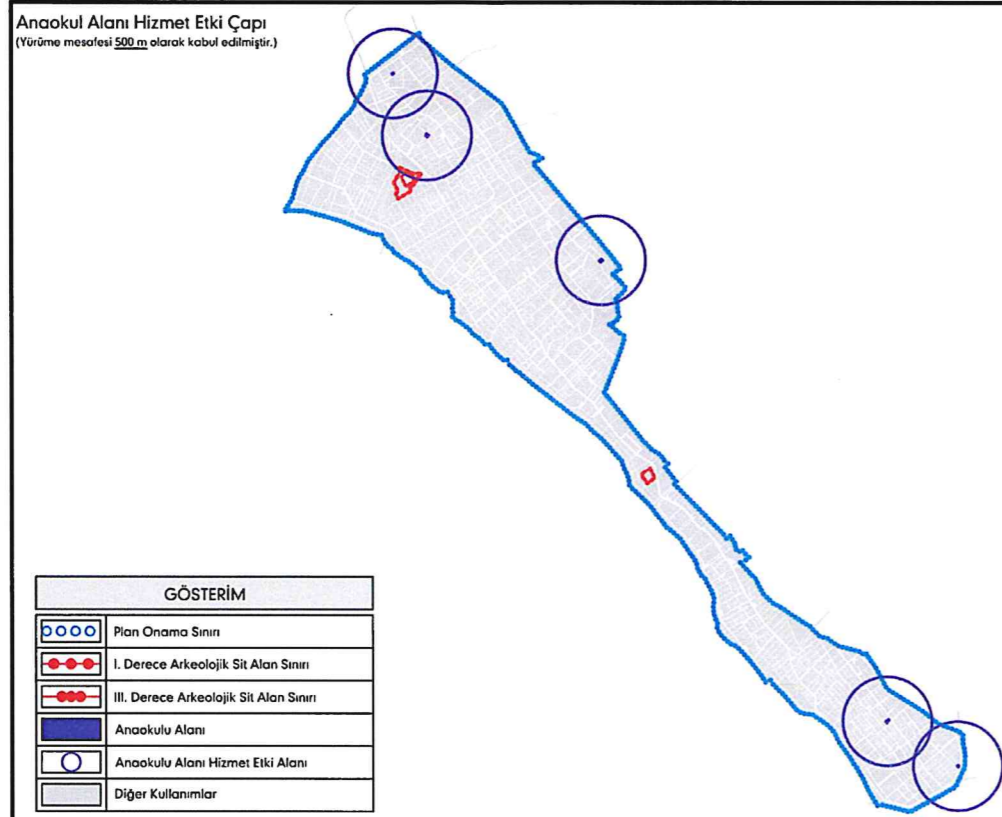 Anaokul Alanı Hizmet Etki Çapı
(Yürüme mesafesi 500 m olarak kabul edilmiştir.)
GÖSTERİM
Plan Onama Sınırı
I. Derece Arkeolojik Sit Alan Sınırı
III. Derece Arkeolojik Sit Alan Sınırı
Anaokulu Alanı
Anaokulu Alanı Hizmet Etki Alanı
Diğer Kullanımlar